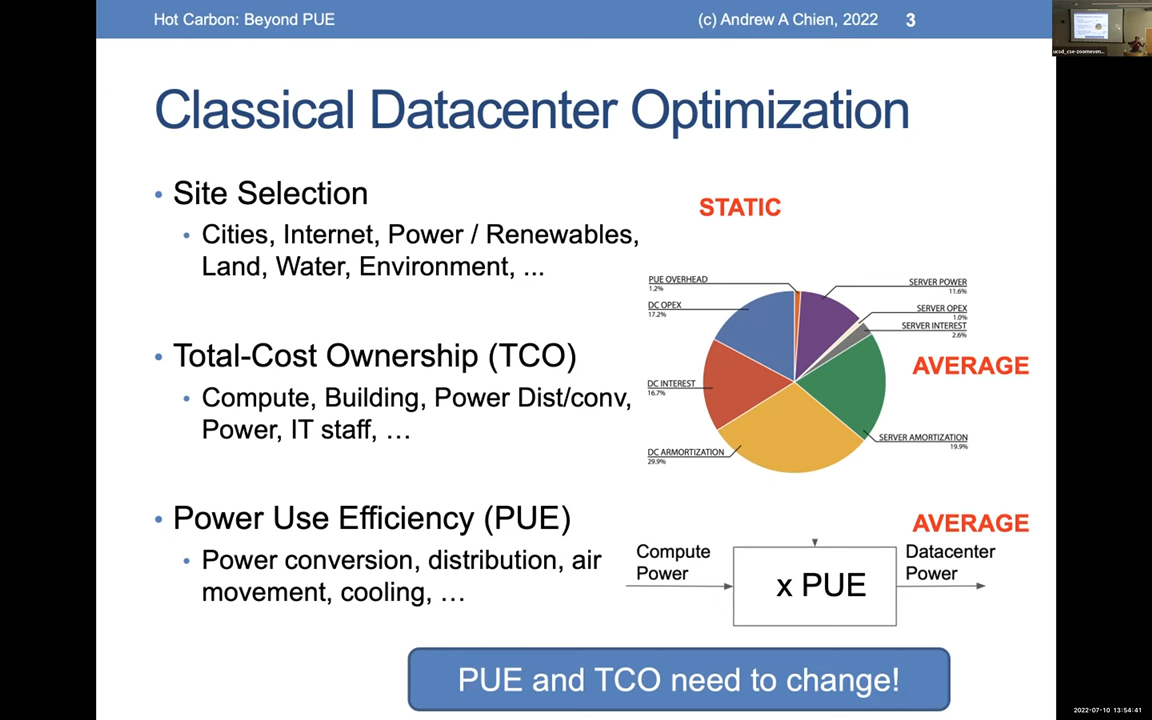 Hot Carbon: Beyond PUE
(c) Andrew A Chien, 2022
3
Classical Datacenter Optimization
• Site Selection
• Cities, Internet, Power / Renewables,
Land, Water, Environment, ...
STATIC
• Total-Cost Ownership (TCO)
• Compute, Building, Power Dist/conv,
Power, IT staff, …
PUE OVERHEAD
1.2%
DC OPEX
17.2%
DC INTEREST
16.7%
DC ARMORTIZATION
29.9%
SERVER POWER
11.6%
SERVER OPEX
1.0%
SERVER INTEREST
2.6%
SERVER AMORTIZATION
19.9%
AVERAGE
• Power Use Efficiency (PUE)
• Power conversion, distribution, air
movement, cooling, …
AVERAGE
Compute
Power
x PUE
Datacenter
Power
PUE and TCO need to change!
ucsd_cse-zoomeven...
2022-07-10 13:54:41